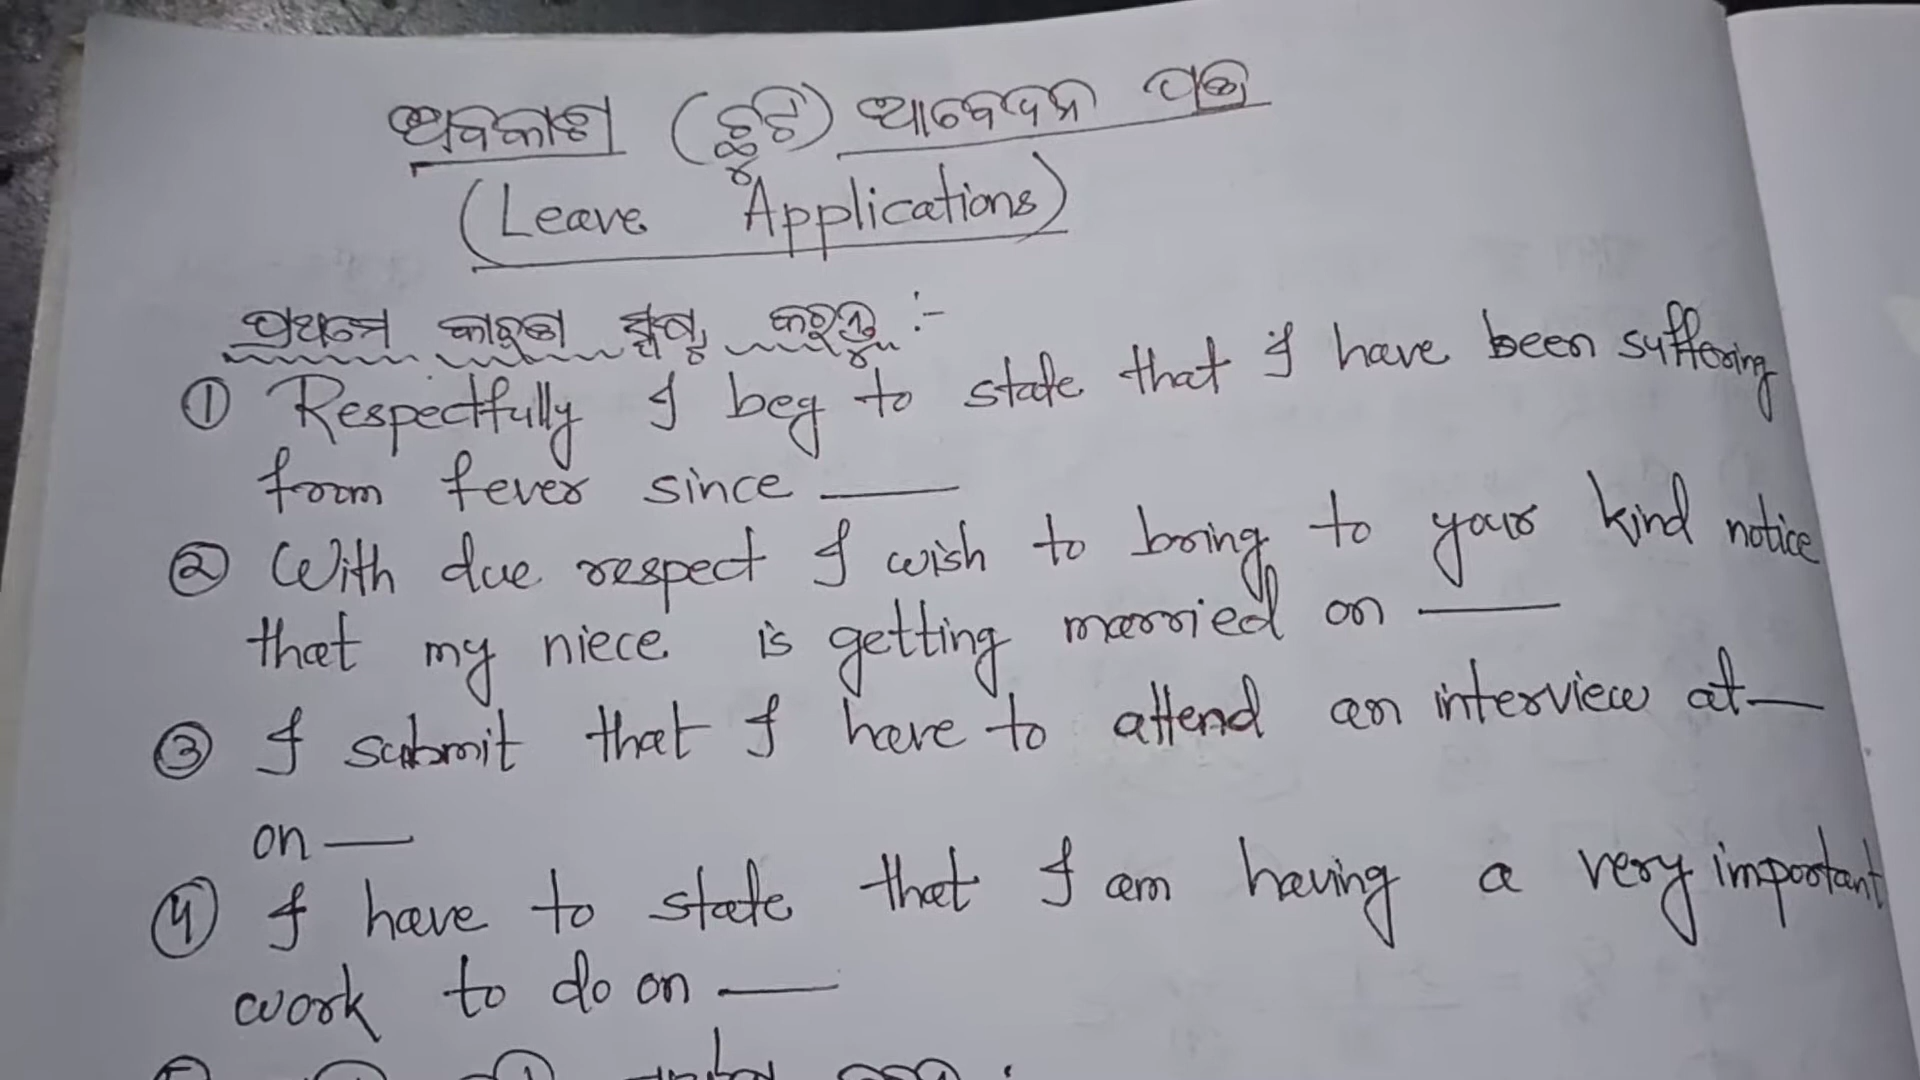 ଅବକାଶ (ଛୁଟି) ଆବେଦନ ପତ୍ର
(Leave Applications)
ପ୍ରଥମେ କାରଣ ସ୍ପଷ୍ଟ କରନ୍ତୁ :-
① Respectfully I beg to state that I have been suffering
from fever since ——
② With due respect I wish to bring to your kind notice
that my niece is getting married on ——
③ I submit that I have to attend an interview at —
on —
④ I have to state that I am having a very important
work to do on ——